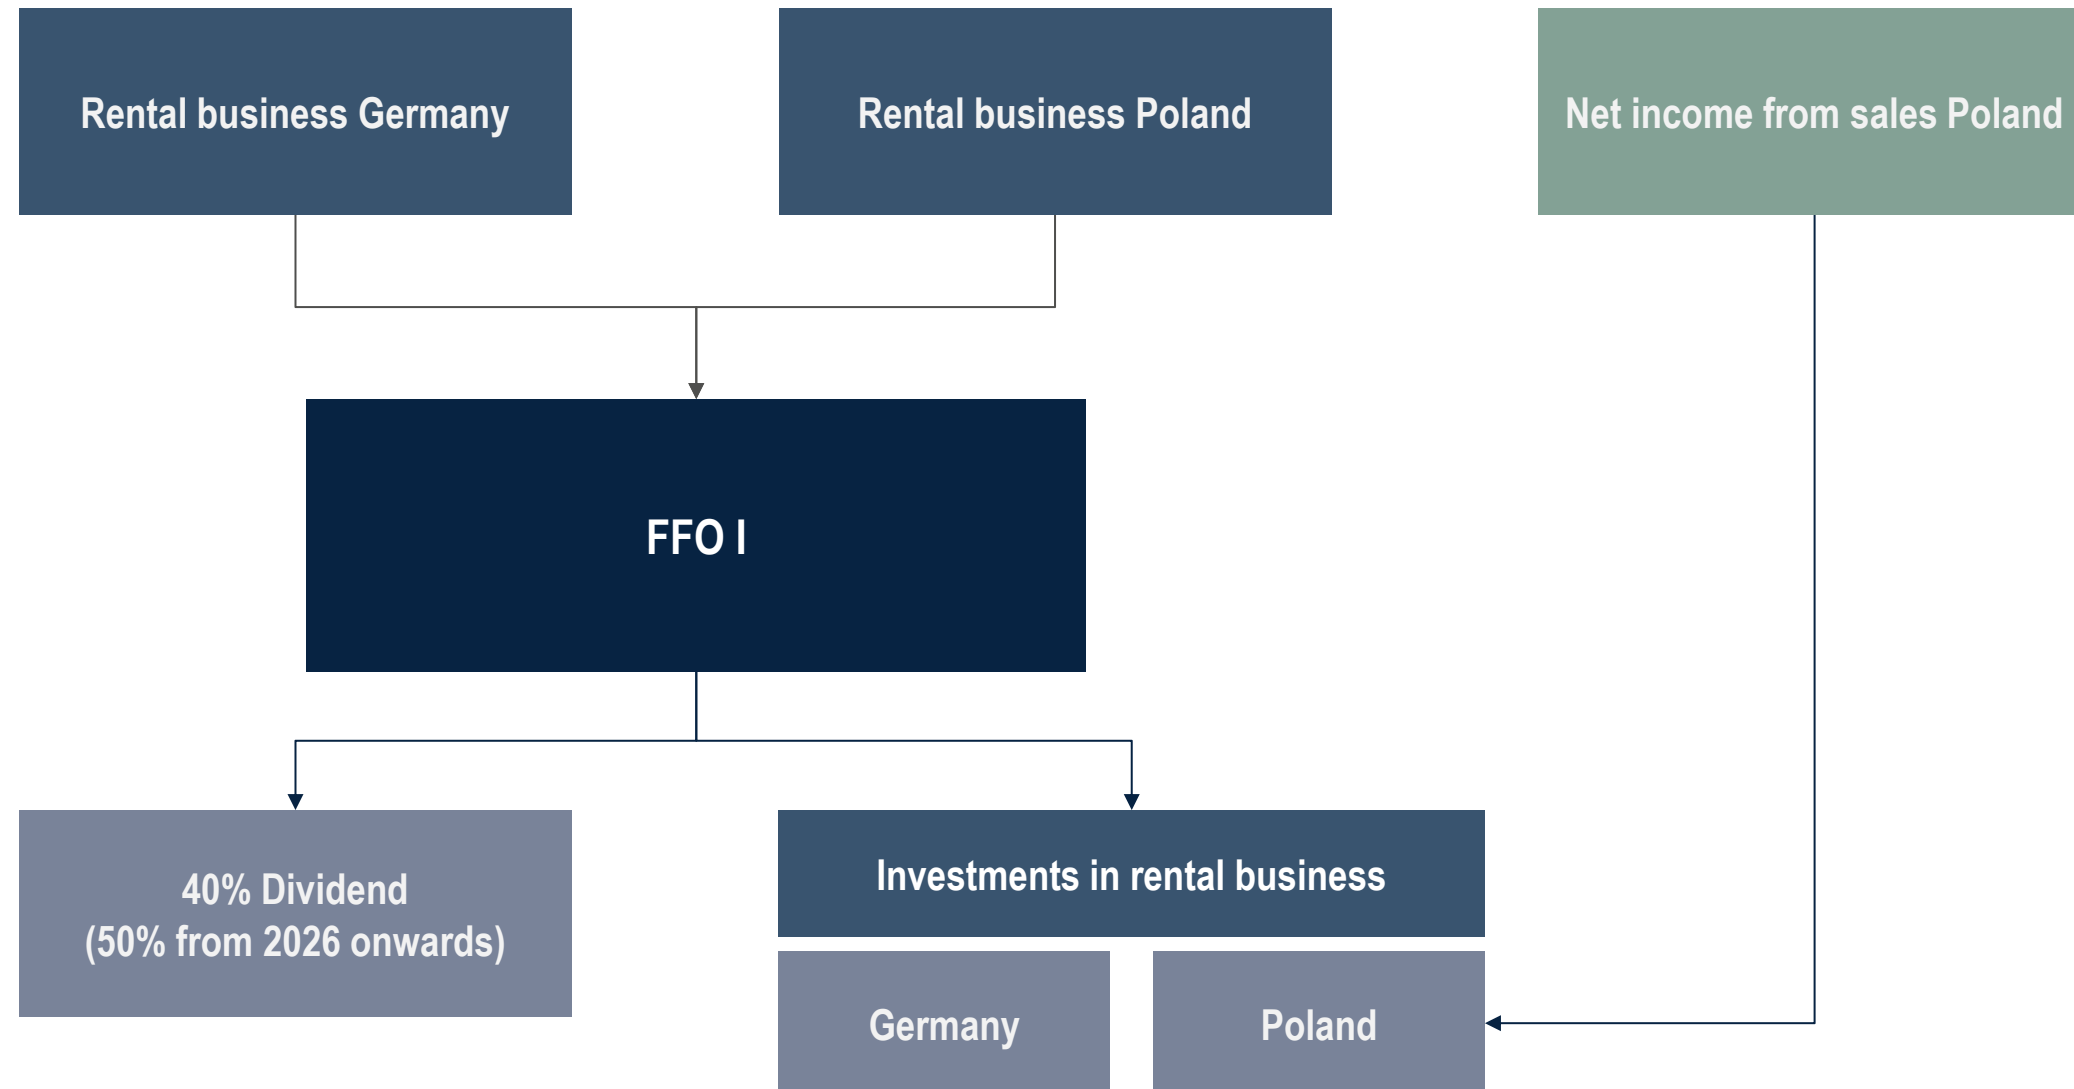 Rental business Germany
Rental business Poland
Net income from sales Poland
FFO I
40% Dividend
(50% from 2026 onwards)
Investments in rental business
Germany
Poland